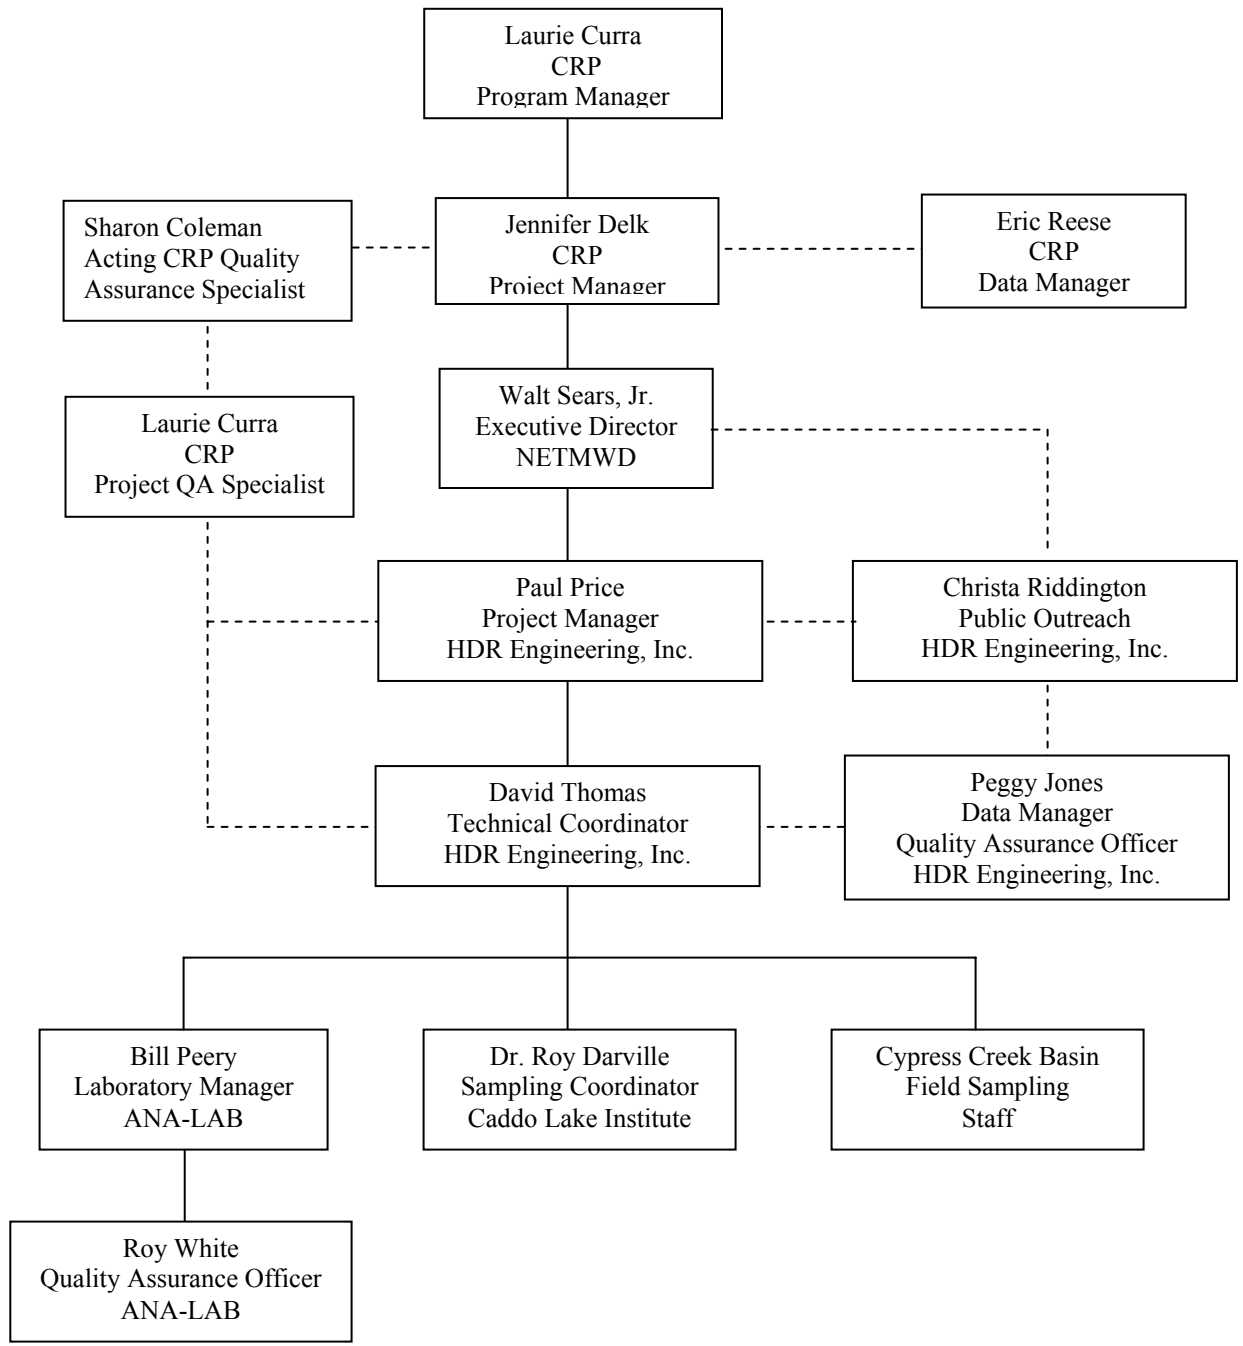 Laurie Curra
CRP
Program Manager
Sharon Coleman
Acting CRP Quality
Assurance Specialist
Jennifer Delk
CRP
Project Manager
Eric Reese
CRP
Data Manager
Laurie Curra
CRP
Project QA Specialist
Walt Sears, Jr.
Executive Director
NETMWD
Paul Price
Project Manager
HDR Engineering, Inc.
Christa Riddington
Public Outreach
HDR Engineering, Inc.
David Thomas
Technical Coordinator
HDR Engineering, Inc.
Peggy Jones
Data Manager
Quality Assurance Officer
HDR Engineering, Inc.
Bill Peery
Laboratory Manager
ANA-LAB
Dr. Roy Darville
Sampling Coordinator
Caddo Lake Institute
Cypress Creek Basin
Field Sampling
Staff
Roy White
Quality Assurance Officer
ANA-LAB